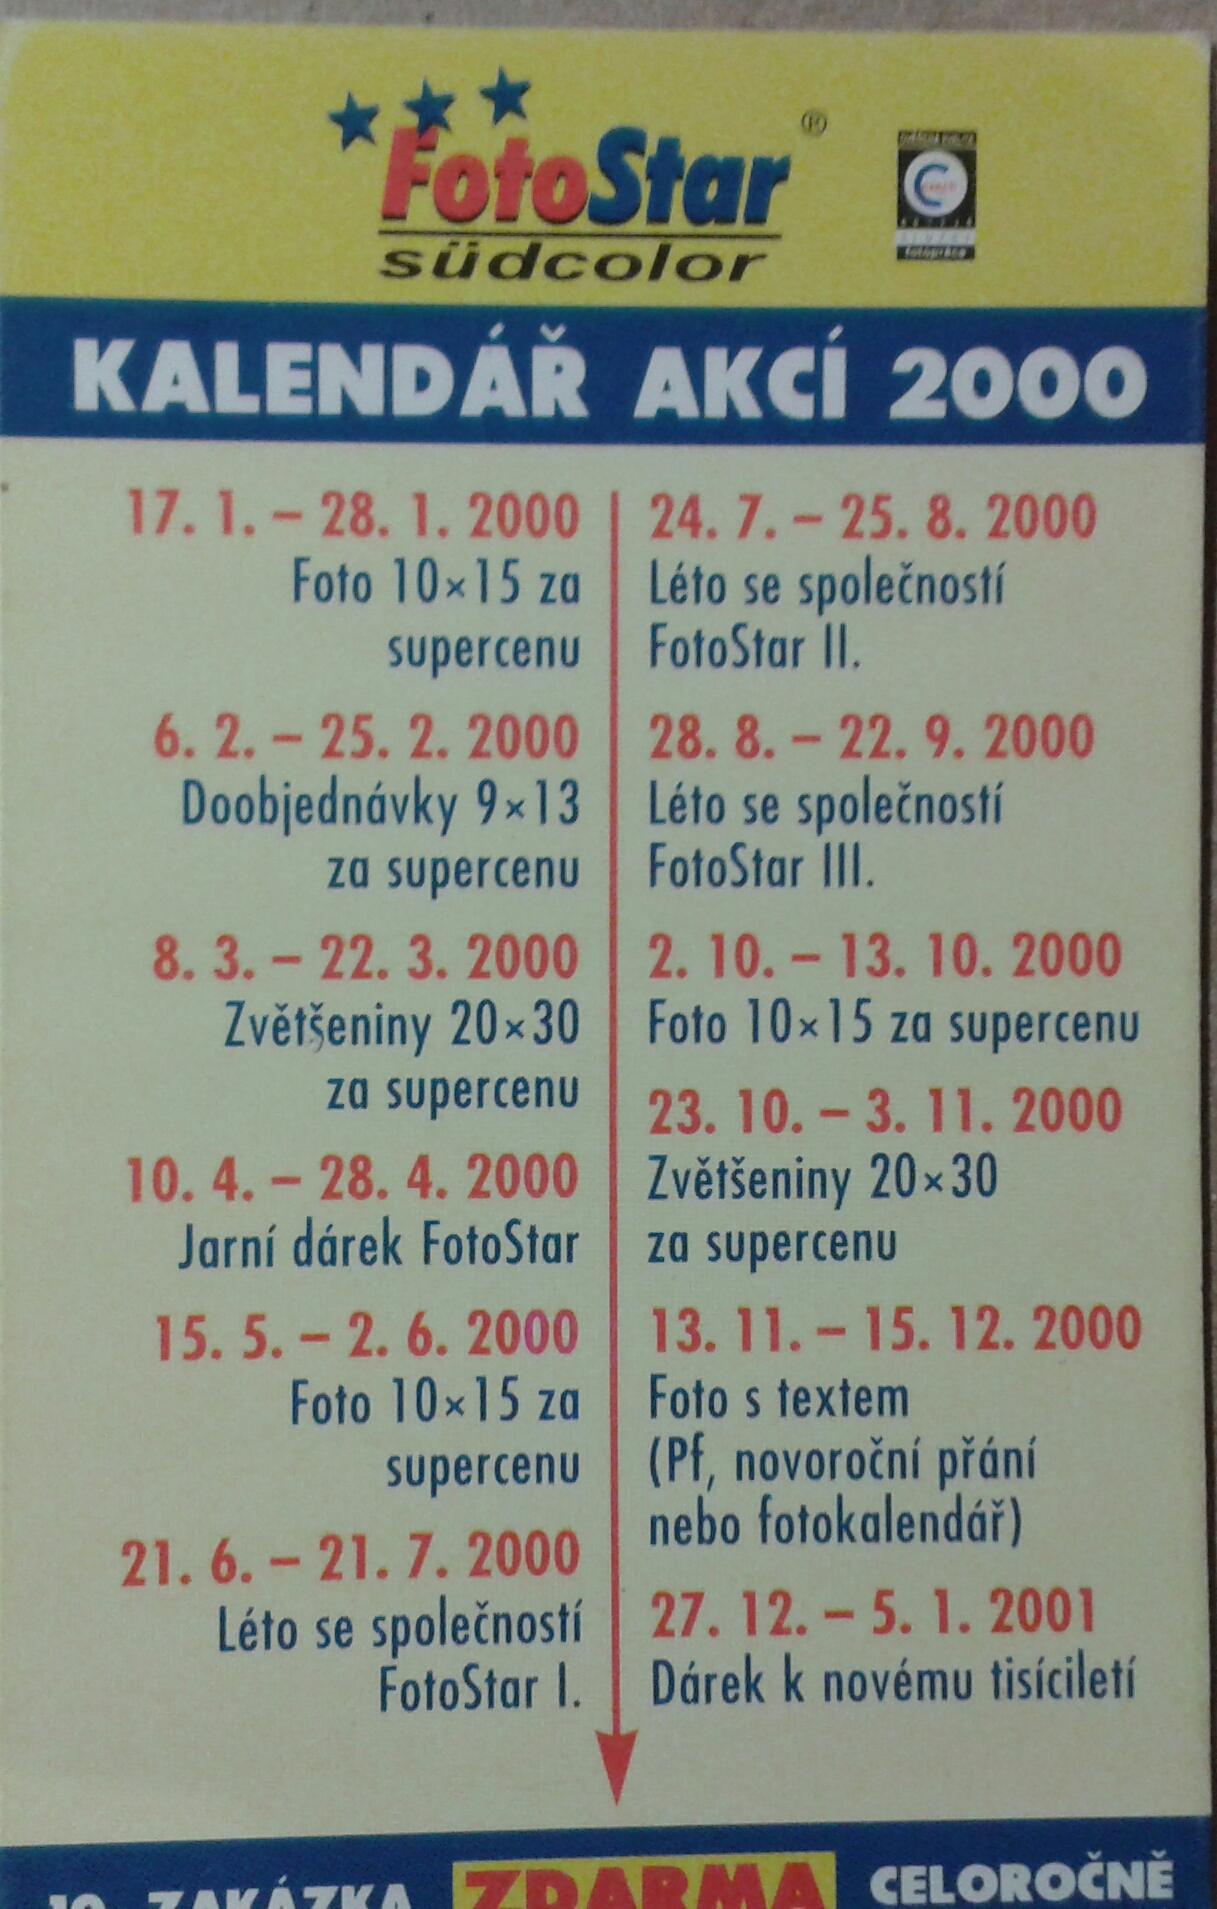 FotoStar ®
südcolor
fotopráce
KALENDÁŘ AKCÍ 2000
17. 1. – 28. 1. 2000
Foto 10×15 za
supercenu
6. 2. – 25. 2. 2000
Doobjednávky 9×13
za supercenu
8. 3. – 22. 3. 2000
Zvětšeniny 20×30
za supercenu
10. 4. – 28. 4. 2000
Jarní dárek FotoStar
15. 5. – 2. 6. 2000
Foto 10×15 za
supercenu
21. 6. – 21. 7. 2000
Léto se společností
FotoStar I.
24. 7. – 25. 8. 2000
Léto se společností
FotoStar II.
28. 8. – 22. 9. 2000
Léto se společností
FotoStar III.
2. 10. – 13. 10. 2000
Foto 10×15 za supercenu
23. 10. – 3. 11. 2000
Zvětšeniny 20×30
za supercenu
13. 11. – 15. 12. 2000
Foto s textem
(Pf, novoroční přání
nebo fotokalendář)
27. 12. – 5. 1. 2001
Dárek k novému tisíciletí
10. ZAKÁZKA ZDARMA CELOROČNĚ